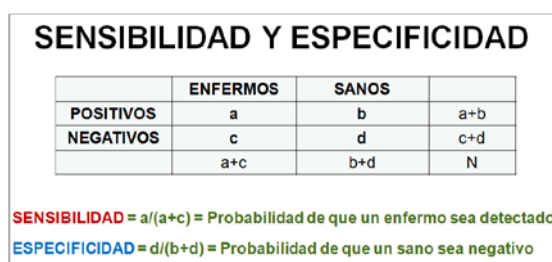 SENSIBILIDAD Y ESPECIFICIDAD
ENFERMOS SANOS
POSITIVOS a b a+b
NEGATIVOS c d c+d
a+c b+d N
SENSIBILIDAD = a/(a+c) = Probabilidad de que un enfermo sea detectado
ESPECIFICIDAD = d/(b+d) = Probabilidad de que un sano sea negativo